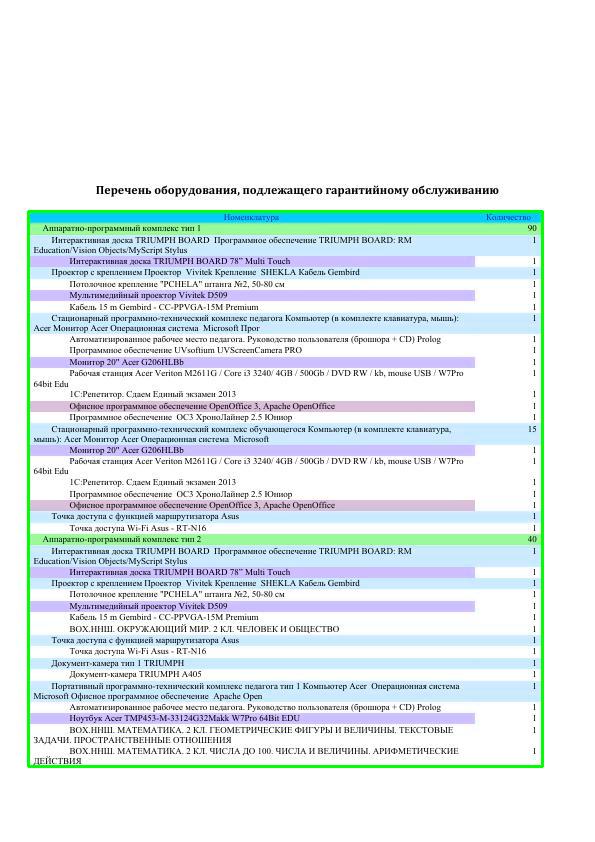 Перечень оборудования, подлежащего гарантийному обслуживанию
Номенклатура Количество
Аппаратно-программный комплекс тип 1 90
Интерактивная доска TRIUMPH BOARD Программное обеспечение TRIUMPH BOARD: RM 1
Education/Vision Objects/MyScript Stylus
Интерактивная доска TRIUMPH BOARD 78" Multi Touch 1
Проектор с креплением Проектор Vivitek Крепление SHEKLA Кабель Gembird 1
Потолочное крепление "PCHELA" штанга №2, 50-80 см 1
Мультимедийный проектор Vivitek D509 1
Кабель 15 m Gembird - CC-PPVGA-15M Premium 1
Стационарный программно-технический комплекс педагога Компьютер (в комплекте клавиатура, мышь): 1
Acer Монитор Acer Операционная система Microsoft Прог
Автоматизированное рабочее место педагога. Руководство пользователя (брошюра + CD) Prolog 1
Программное обеспечение UVsoftium UVScreenCamera PRO 1
Монитор 20" Acer G206HLBb 1
Рабочая станция Acer Veriton M2611G / Core i3 3240/ 4GB / 500Gb / DVD RW / kb, mouse USB / W7Pro 1
64bit Edu
1С:Репетитор. Сдаем Единый экзамен 2013 1
Офисное программное обеспечение OpenOffice 3, Apache OpenOffice 1
Программное обеспечение ОС3 ХроноЛайнер 2.5 Юниор 1
Стационарный программно-технический комплекс обучающегося Компьютер (в комплекте клавиатура, 15
мышь): Acer Монитор Acer Операционная система Microsoft
Монитор 20" Acer G206HLBb 1
Рабочая станция Acer Veriton M2611G / Core i3 3240/ 4GB / 500Gb / DVD RW / kb, mouse USB / W7Pro 1
64bit Edu
1С:Репетитор. Сдаем Единый экзамен 2013 1
Программное обеспечение ОС3 ХроноЛайнер 2.5 Юниор 1
Офисное программное обеспечение OpenOffice 3, Apache OpenOffice 1
Точка доступа с функцией маршрутизатора Asus 1
Точка доступа Wi-Fi Asus - RT-N16 1
Аппаратно-программный комплекс тип 2 40
Интерактивная доска TRIUMPH BOARD Программное обеспечение TRIUMPH BOARD: RM 1
Education/Vision Objects/MyScript Stylus
Интерактивная доска TRIUMPH BOARD 78" Multi Touch 1
Проектор с креплением Проектор Vivitek Крепление SHEKLA Кабель Gembird 1
Потолочное крепление "PCHELA" штанга №2, 50-80 см 1
Мультимедийный проектор Vivitek D509 1
Кабель 15 m Gembird - CC-PPVGA-15M Premium 1
ВОХ.ННШ. ОКРУЖАЮЩИЙ МИР. 2 КЛ. ЧЕЛОВЕК И ОБЩЕСТВО 1
Точка доступа с функцией маршрутизатора Asus 1
Точка доступа Wi-Fi Asus - RT-N16 1
Документ-камера тип 1 TRIUMPH 1
Документ-камера TRIUMPH A405 1
Портативный программно-технический комплекс педагога тип 1 Компьютер Acer Операционная система 1
Microsoft Офисное программное обеспечение Apache Open
Автоматизированное рабочее место педагога. Руководство пользователя (брошюра + CD) Prolog 1
Ноутбук Acer TMP453-M-33124G32Makk W7Pro 64Bit EDU 1
ВОХ.ННШ. МАТЕМАТИКА. 2 КЛ. ГЕОМЕТРИЧЕСКИЕ ФИГУРЫ И ВЕЛИЧИНЫ. ТЕКСТОВЫЕ 1
ЗАДАЧИ. ПРОСТРАНСТВЕННЫЕ ОТНОШЕНИЯ
ВОХ.ННШ. МАТЕМАТИКА. 2 КЛ. ЧИСЛА ДО 100. ЧИСЛА И ВЕЛИЧИНЫ. АРИФМЕТИЧЕСКИЕ 1
ДЕЙСТВИЯ